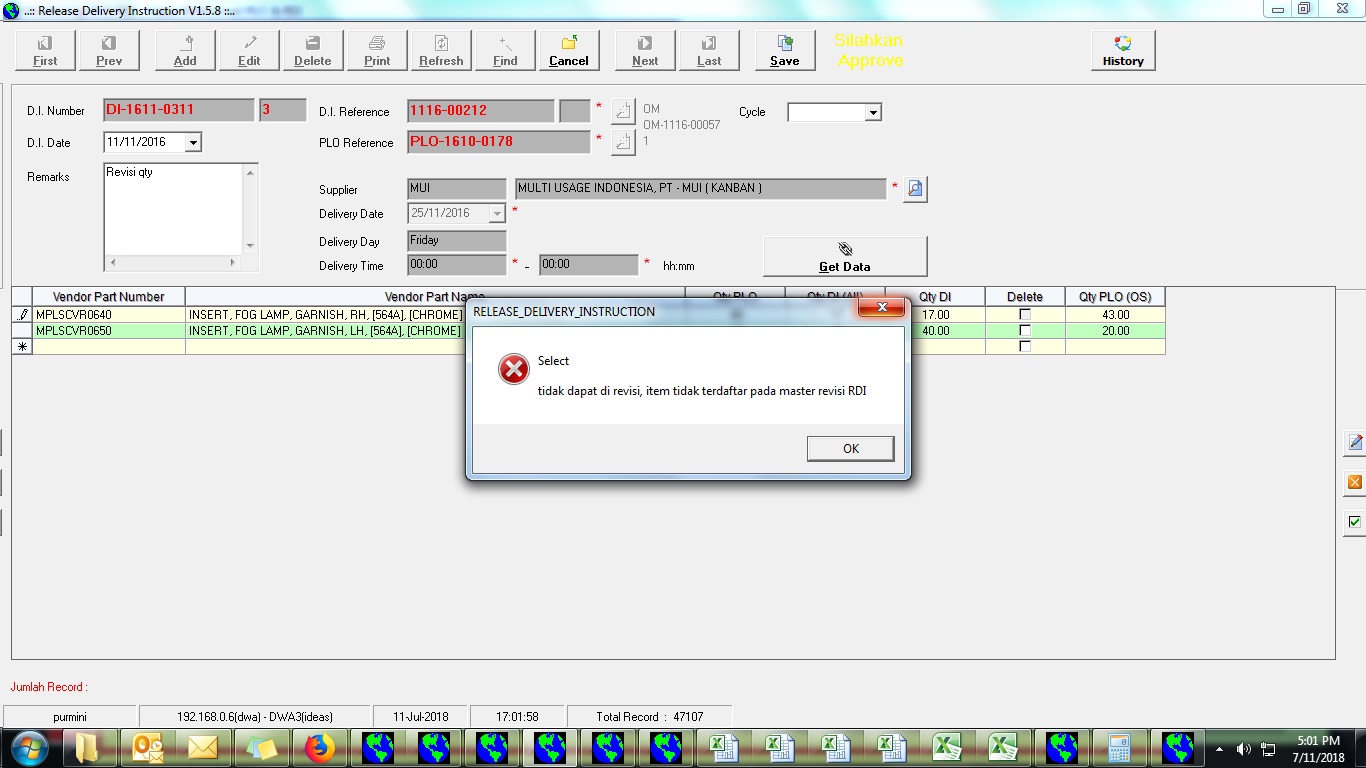 ..:: Release Delivery Instruction V1.5.8 ::..
First
Prev
Add
Edit
Delete
Print
Refresh
Find
Cancel
Next
Last
Save
Silahkan
Approve
History
D.I. Number
DI-1611-0311
3
D.I. Reference
1116-00212
*
OM
OM-1116-00057
1
Cycle
D.I. Date
11/11/2016
PLO Reference
PLO-1610-0178
*
Remarks
Revisi qty
Supplier
MUI
MULTI USAGE INDONESIA, PT - MUI ( KANBAN )
*
Delivery Date
25/11/2016
*
Delivery Day
Friday
Delivery Time
00:00
* -
00:00
*
hh:mm
Get Data
Vendor Part Number
Vendor Part Name
Qty PLO
Qty DI (All)
Qty DI
Delete
Qty PLO (OS)
MPLSCVR0640
INSERT, FOG LAMP, GARNISH, RH, [564A], [CHROME]
17.00
43.00
MPLSCVR0650
INSERT, FOG LAMP, GARNISH, LH, [564A], [CHROME]
40.00
20.00
RELEASE_DELIVERY_INSTRUCTION
Select
tidak dapat di revisi, item tidak terdaftar pada master revisi RDI
OK
Jumlah Record :
purmini
192.168.0.6(dwa) - DWA3(ideas)
11-Jul-2018
17:01:58
Total Record : 47107
5:01 PM
7/11/2018